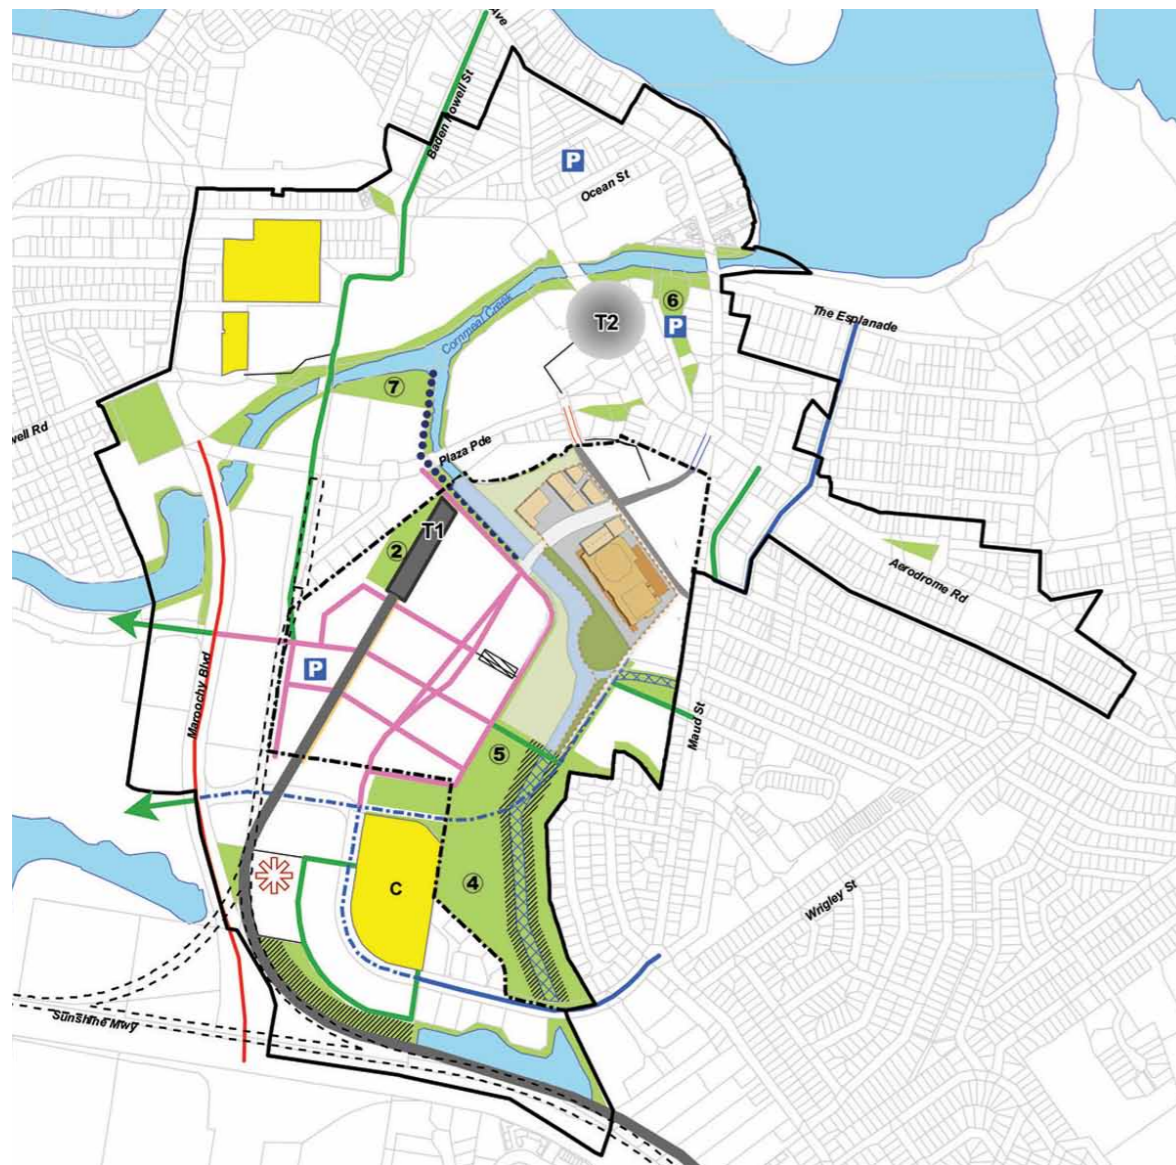 Ave
Baden Powell St
P
Ocean St
Cornmeal Creek
T2
6
P
The Esplanade
7
well Rd
Plaza Pde
T1
2
Aerodrome Rd
P
Maroochy Blvd
Maud St
5
C
4
Wrigley St
Sunshine Mwy